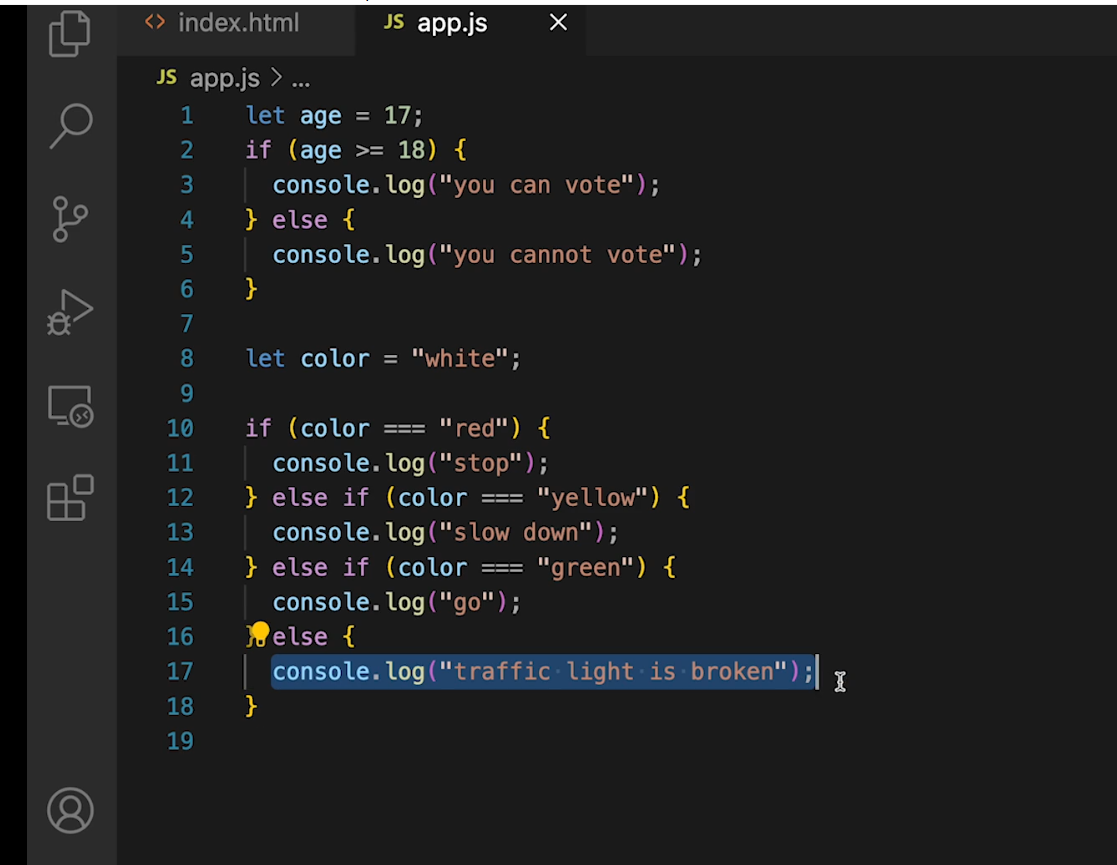 <> index.html JS app.js ×
JS app.js > ...
1 let age = 17;
2 if (age >= 18) {
3 console.log("you can vote");
4 } else {
5 console.log("you cannot vote");
6 }
7
8 let color = "white";
9
10 if (color === "red") {
11 console.log("stop");
12 } else if (color === "yellow") {
13 console.log("slow down");
14 } else if (color === "green") {
15 console.log("go");
16 } else {
17 console.log("traffic light is broken");
18 }
19